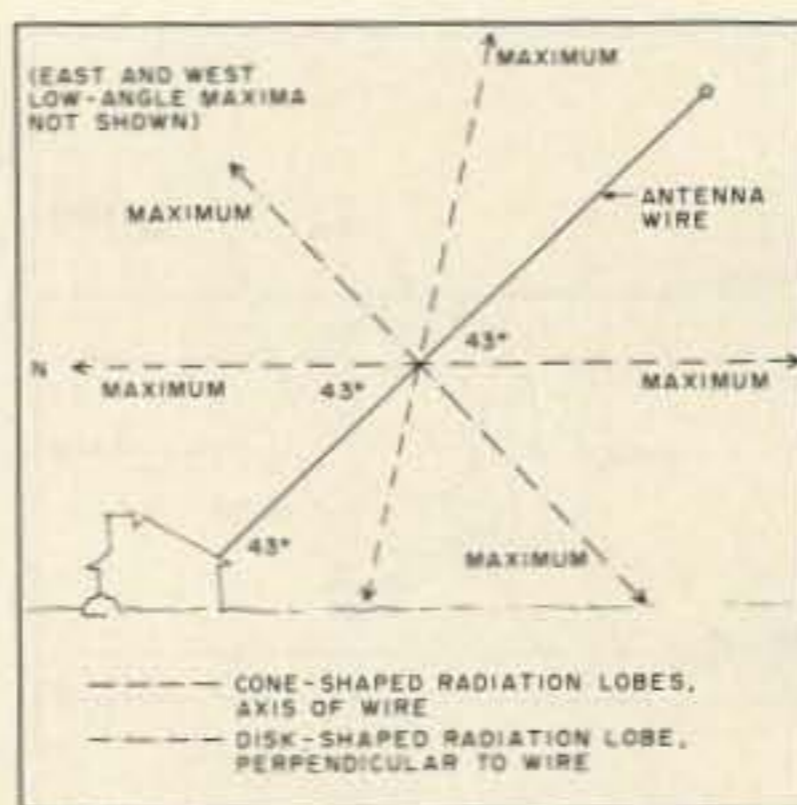 (EAST AND WEST
LOW-ANGLE MAXIMA
NOT SHOWN)
MAXIMUM
ANTENNA
WIRE
MAXIMUM
43°
N
MAXIMUM
43°
MAXIMUM
43°
MAXIMUM
CONE-SHAPED RADIATION LOBES,
AXIS OF WIRE
DISK-SHAPED RADIATION LOBE,
PERPENDICULAR TO WIRE